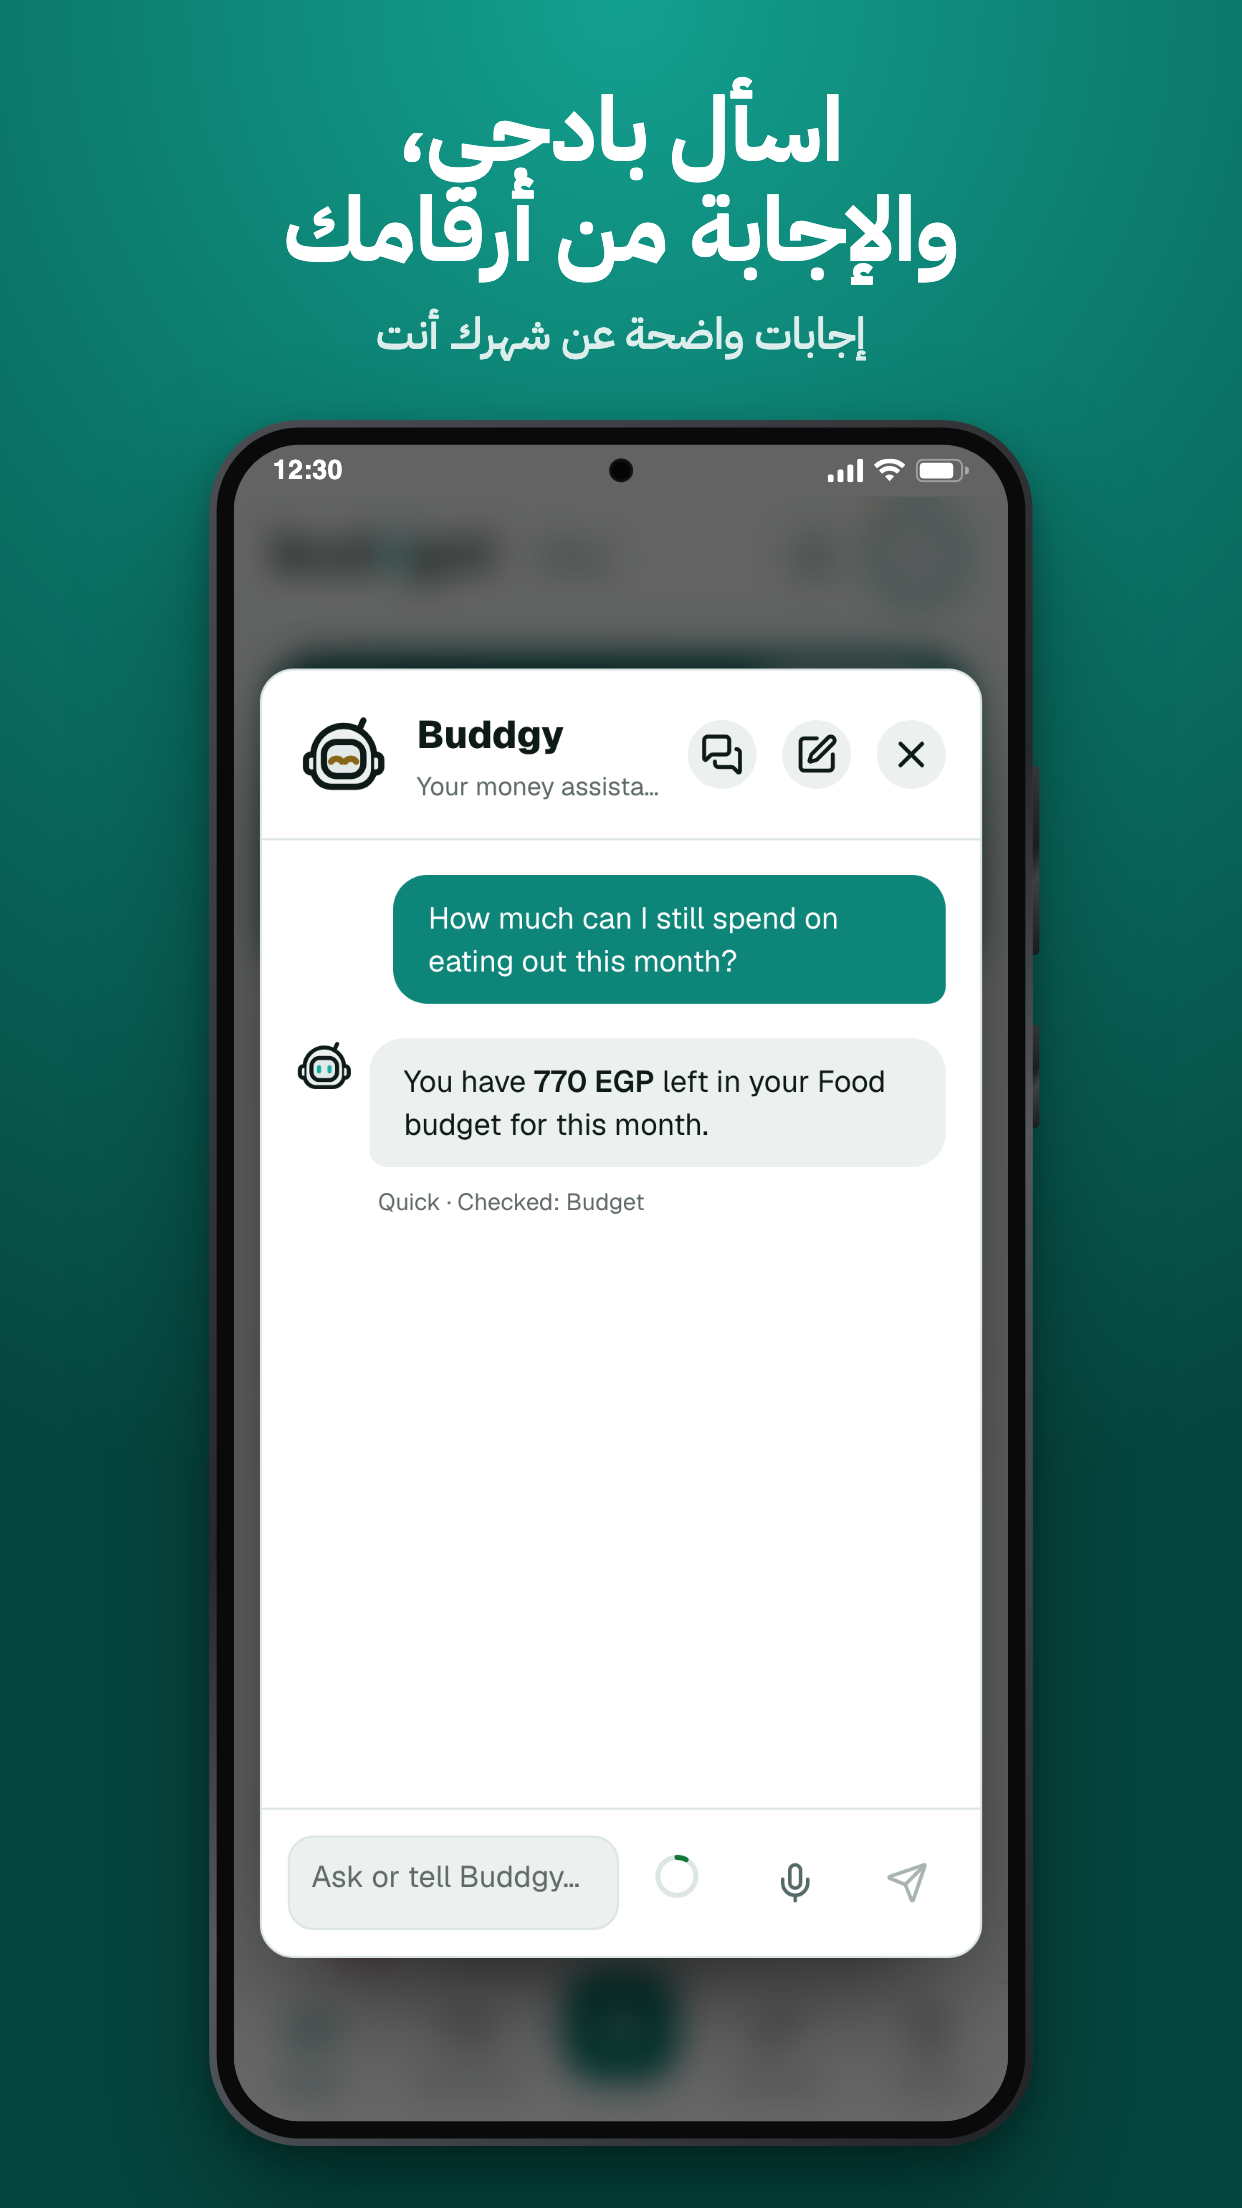 اسأل بادجي،
والإجابة من أرقامك
إجابات واضحة عن شهرك أنت
12:30
Buddgy
Your money assista...
How much can I still spend on
eating out this month?
You have 770 EGP left in your Food
budget for this month.
Quick · Checked: Budget
Ask or tell Buddgy...